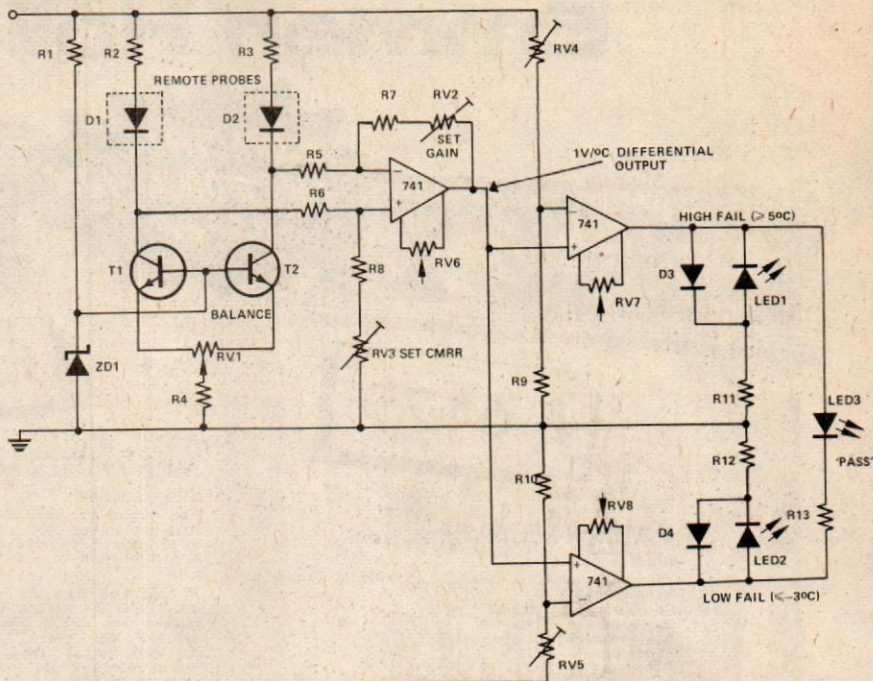 R1
R2
R3
RV4
REMOTE PROBES
D1
D2
R7
RV2
SET
GAIN
1V/ºC DIFFERENTIAL
OUTPUT
R5
R6
−
741
+
−
741
+
HIGH FAIL (⩾ 5ºC)
T1
T2
R8
RV6
D3
LED1
RV7
BALANCE
RV1
RV3 SET CMRR
ZD1
R4
R9
R11
LED3
R12
'PASS'
R10
RV8
D4
R13
+
741
−
LED2
LOW FAIL (⩽−3ºC)
RV5